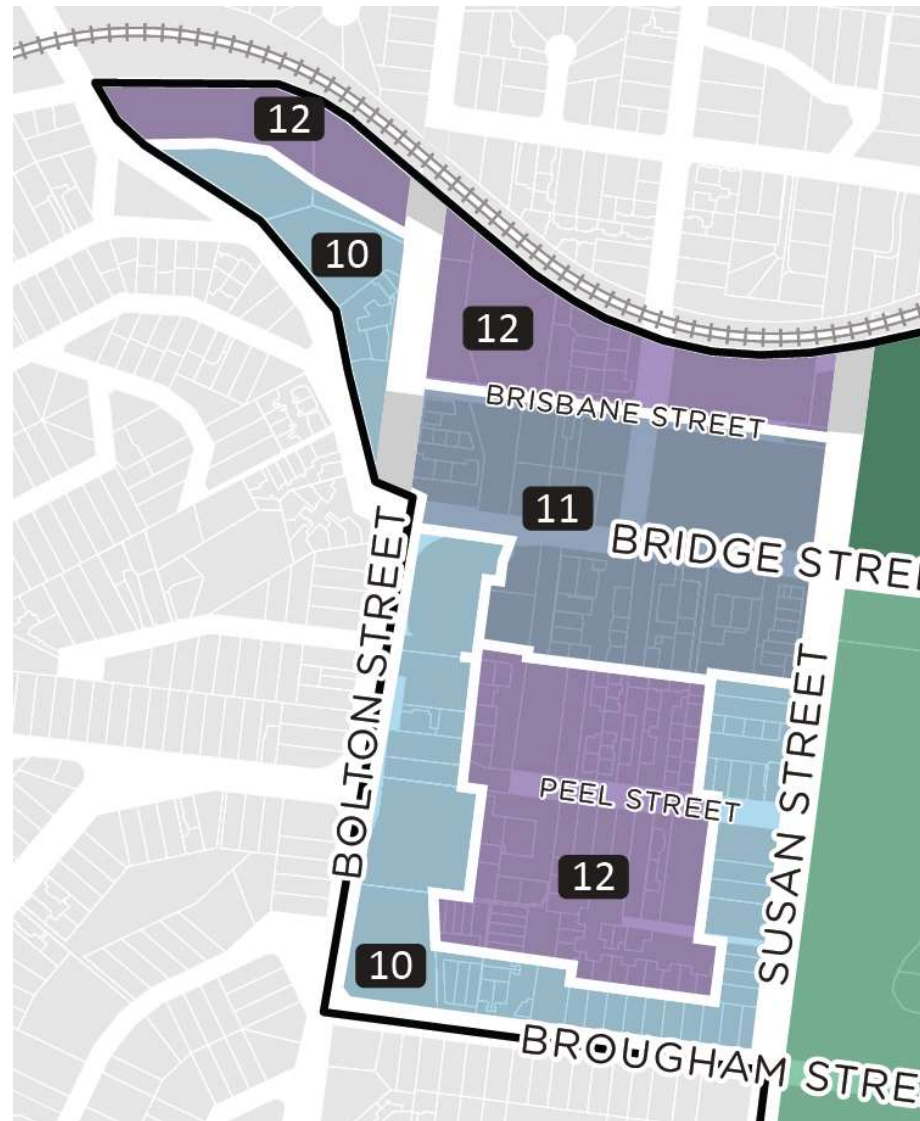 12
10
12
BRISBANE STREET
11
BRIDGE STREE
BOLTON STREET
SUSAN STREET
PEEL STREET
12
10
BROUGHAM STRE